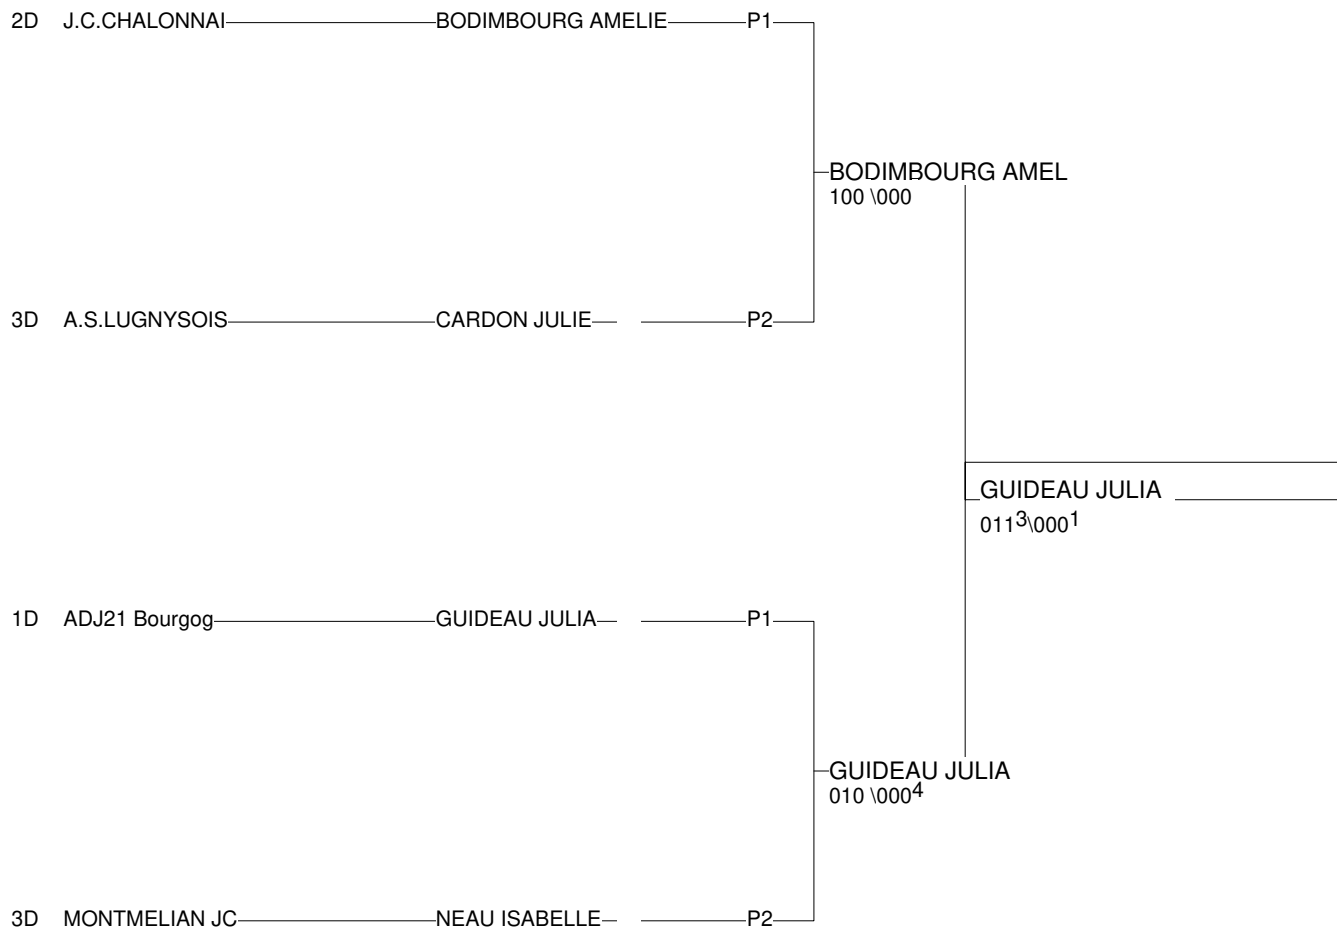 2D J.C.CHALONNAI BODIMBOURG AMELIE P1
BODIMBOURG AMEL
100 \000
3D A.S.LUGNYSOIS CARDON JULIE P2
GUIDEAU JULIA
011³\000¹
1D ADJ21 Bourgog GUIDEAU JULIA P1
GUIDEAU JULIA
010 \000⁴
3D MONTMELIAN JC NEAU ISABELLE P2